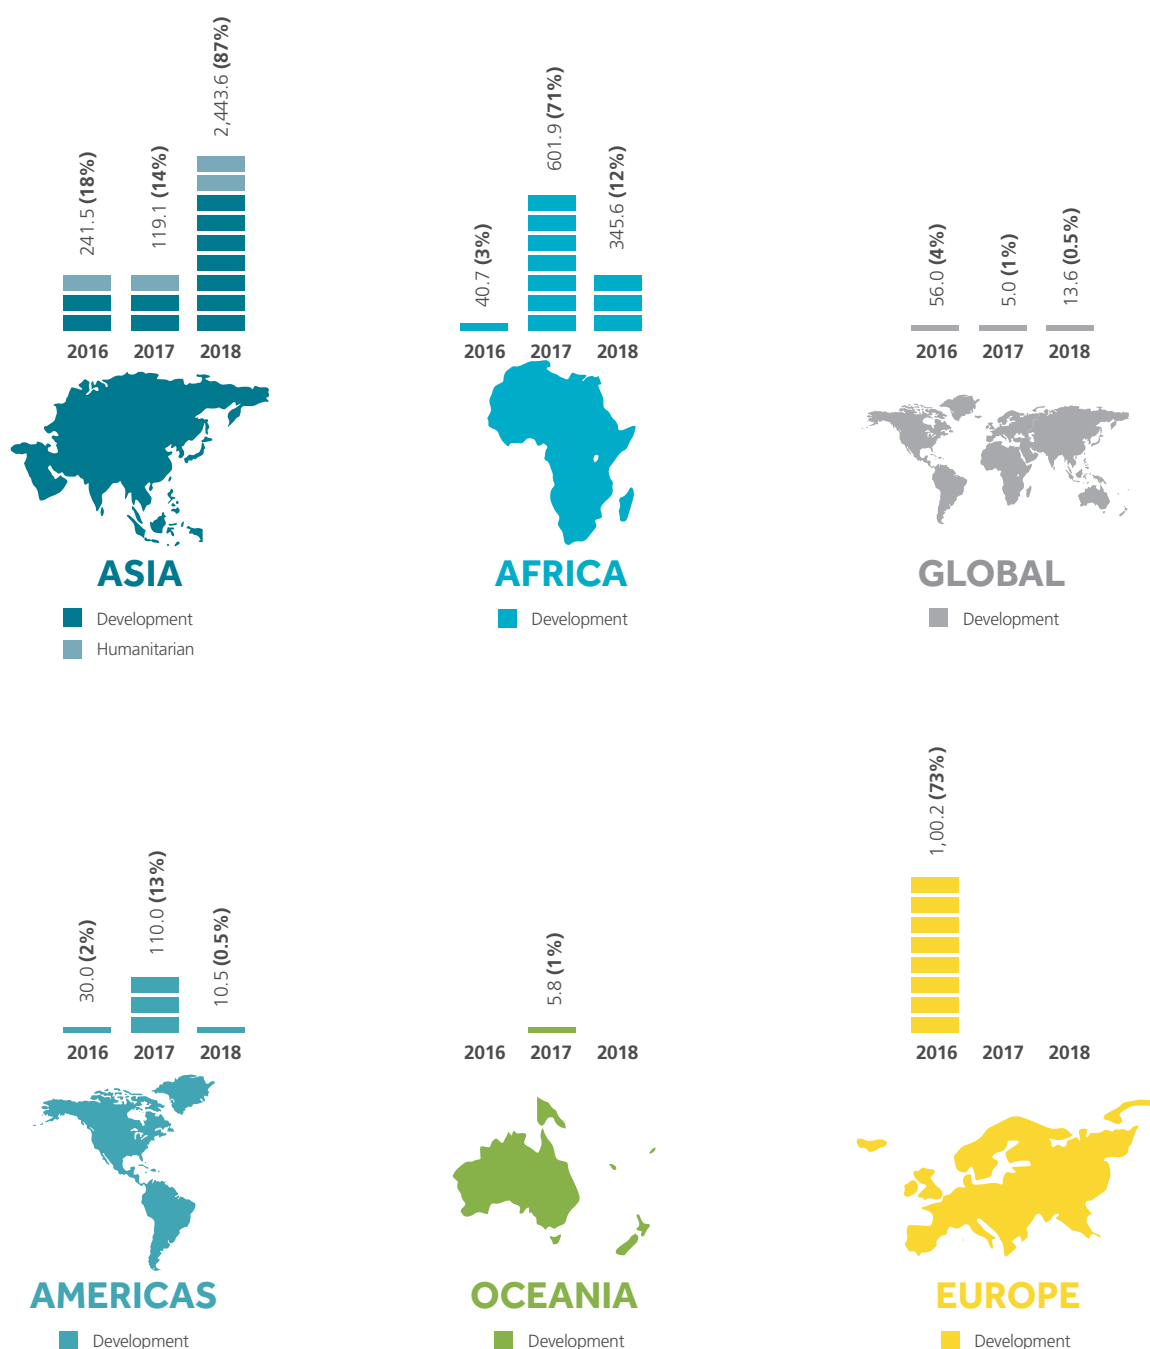 241.5 (18%)
119.1 (14%)
2,443.6 (87%)
2016 2017 2018
ASIA
Development
Humanitarian
40.7 (3%)
601.9 (71%)
345.6 (12%)
2016 2017 2018
AFRICA
Development
56.0 (4%)
5.0 (1%)
13.6 (0.5%)
2016 2017 2018
GLOBAL
Development
30.0 (2%)
110.0 (13%)
10.5 (0.5%)
2016 2017 2018
AMERICAS
Development
5.8 (1%)
2016 2017 2018
OCEANIA
Development
1,00.2 (73%)
2016 2017 2018
EUROPE
Development